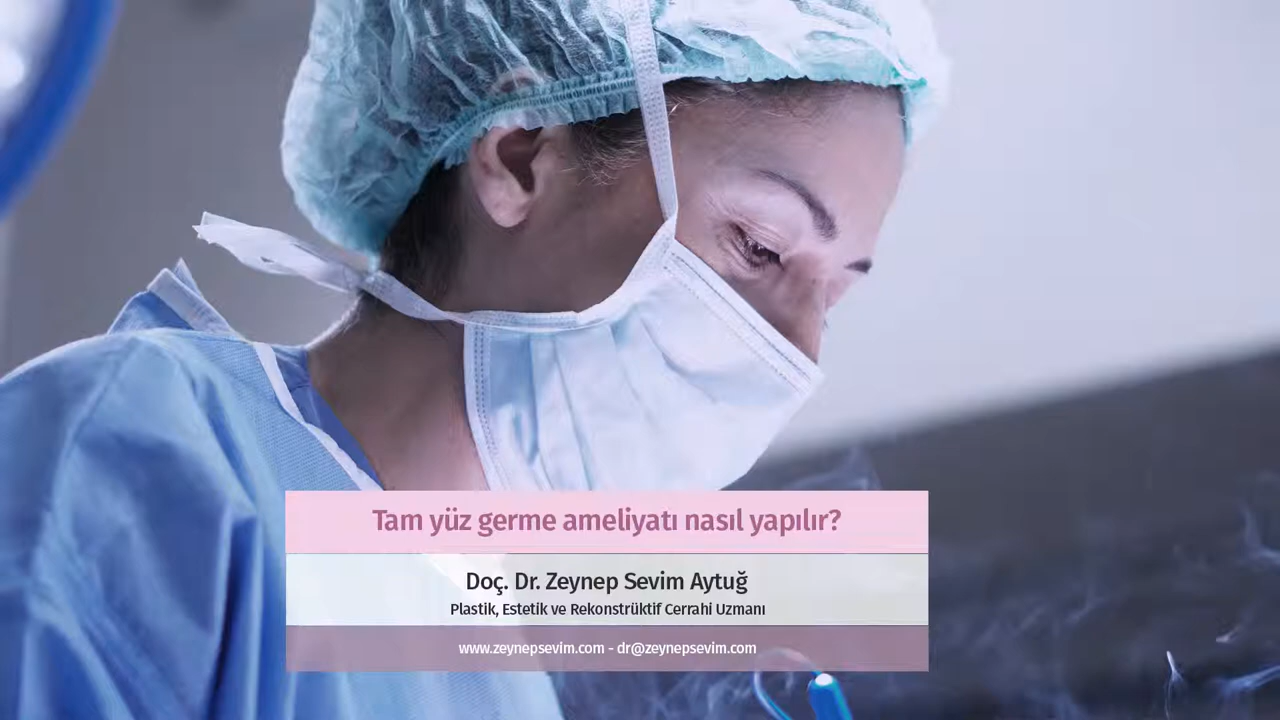 Tam yüz germe ameliyatı nasıl yapılır?
Doç. Dr. Zeynep Sevim Aytuğ
Plastik, Estetik ve Rekonstrüktif Cerrahi Uzmanı
www.zeynepsevim.com - dr@zeynepsevim.com